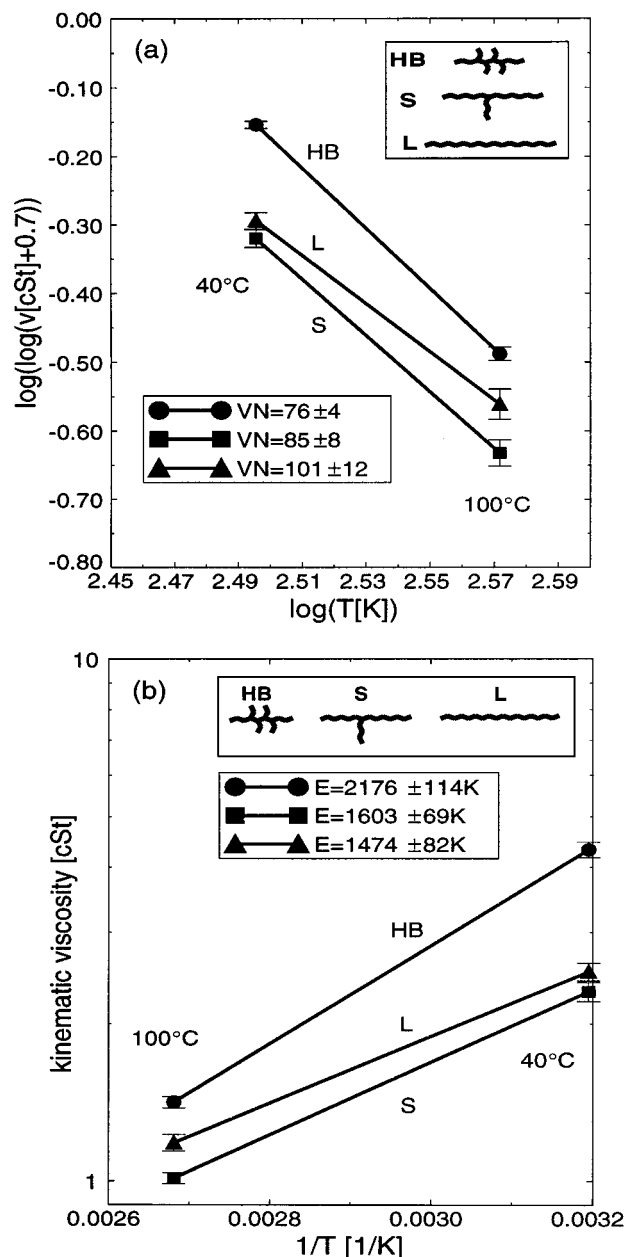 0.00
(a)
HB
S
L
-0.10
-0.20
HB
-0.30
L
40°C
-0.40
S
-0.50
VN=76 ±4
VN=85 ±8
VN=101 ±12
-0.60
-0.70
100°C
-0.80
log(log(v[cSt]+0.7))
2.45 2.47 2.49 2.51 2.53 2.55 2.57 2.59
log(T[K])
10
(b)
HB S L
E=2176 ±114K
E=1603 ±69K
E=1474 ±82K
HB
100°C
L
40°C
S
1
kinematic viscosity [cSt]
0.0026 0.0028 0.0030 0.0032
1/T [1/K]